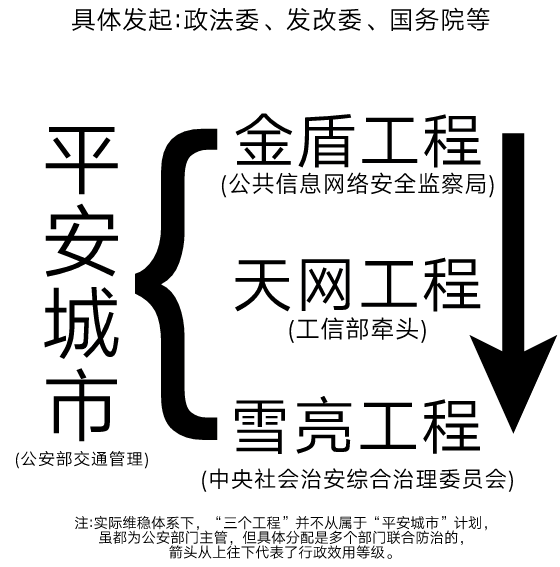 具体发起:政法委、发改委、国务院等
平安城市
(公安部交通管理)
金盾工程
(公共信息网络安全监察局)
天网工程
(工信部牵头)
雪亮工程
(中央社会治安综合治理委员会)
注:实际维稳体系下，“三个工程”并不从属于“平安城市”计划，
虽都为公安部门主管，但具体分配是多个部门联合防治的，
箭头从上往下代表了行政效用等级。